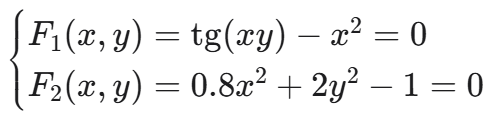 F₁(x, y) = tg(xy) − x² = 0
F₂(x, y) = 0.8x² + 2y² − 1 = 0